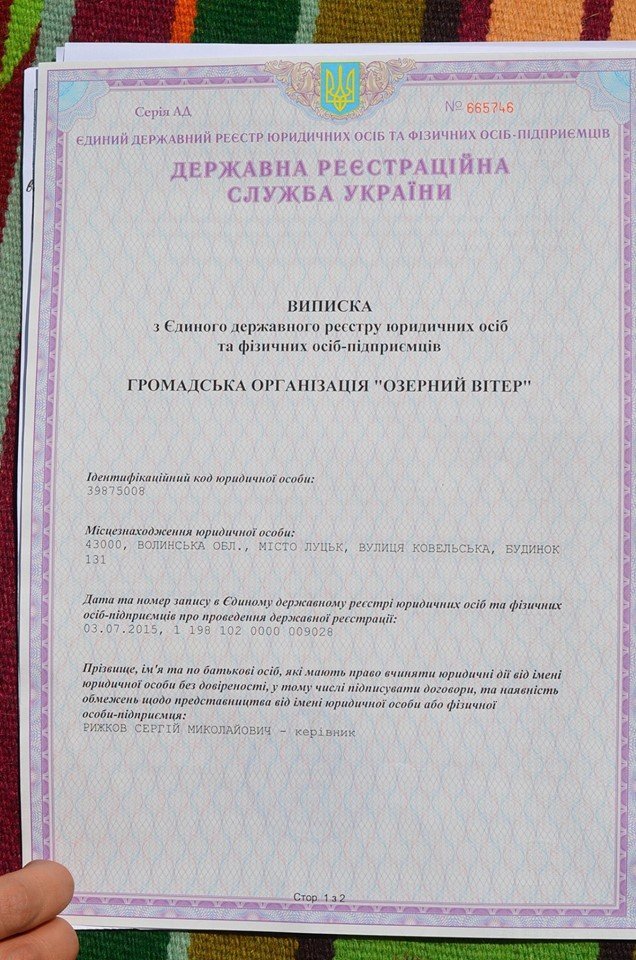 Серія АД № 665746
ЄДИНИЙ ДЕРЖАВНИЙ РЕЄСТР ЮРИДИЧНИХ ОСІБ ТА ФІЗИЧНИХ ОСІБ-ПІДПРИЄМЦІВ
ДЕРЖАВНА РЕЄСТРАЦІЙНА
СЛУЖБА УКРАЇНИ
ВИПИСКА
з Єдиного державного реєстру юридичних осіб
та фізичних осіб-підприємців
ГРОМАДСЬКА ОРГАНІЗАЦІЯ "ОЗЕРНИЙ ВІТЕР"
Ідентифікаційний код юридичної особи:
39875008
Місцезнаходження юридичної особи:
43000, ВОЛИНСЬКА ОБЛ., МІСТО ЛУЦЬК, ВУЛИЦЯ КОВЕЛЬСЬКА, БУДИНОК
131
Дата та номер запису в Єдиному державному реєстрі юридичних осіб та фізичних
осіб-підприємців про проведення державної реєстрації:
03.07.2015, 1 198 102 0000 009028
Прізвище, ім'я та по батькові осіб, які мають право вчиняти юридичні дії від імені
юридичної особи без довіреності, у тому числі підписувати договори, та наявність
обмежень щодо представництва від імені юридичної особи або фізичної
особи-підприємця:
РИЖКОВ СЕРГІЙ МИКОЛАЙОВИЧ - керівник
Стор. 1 з 2